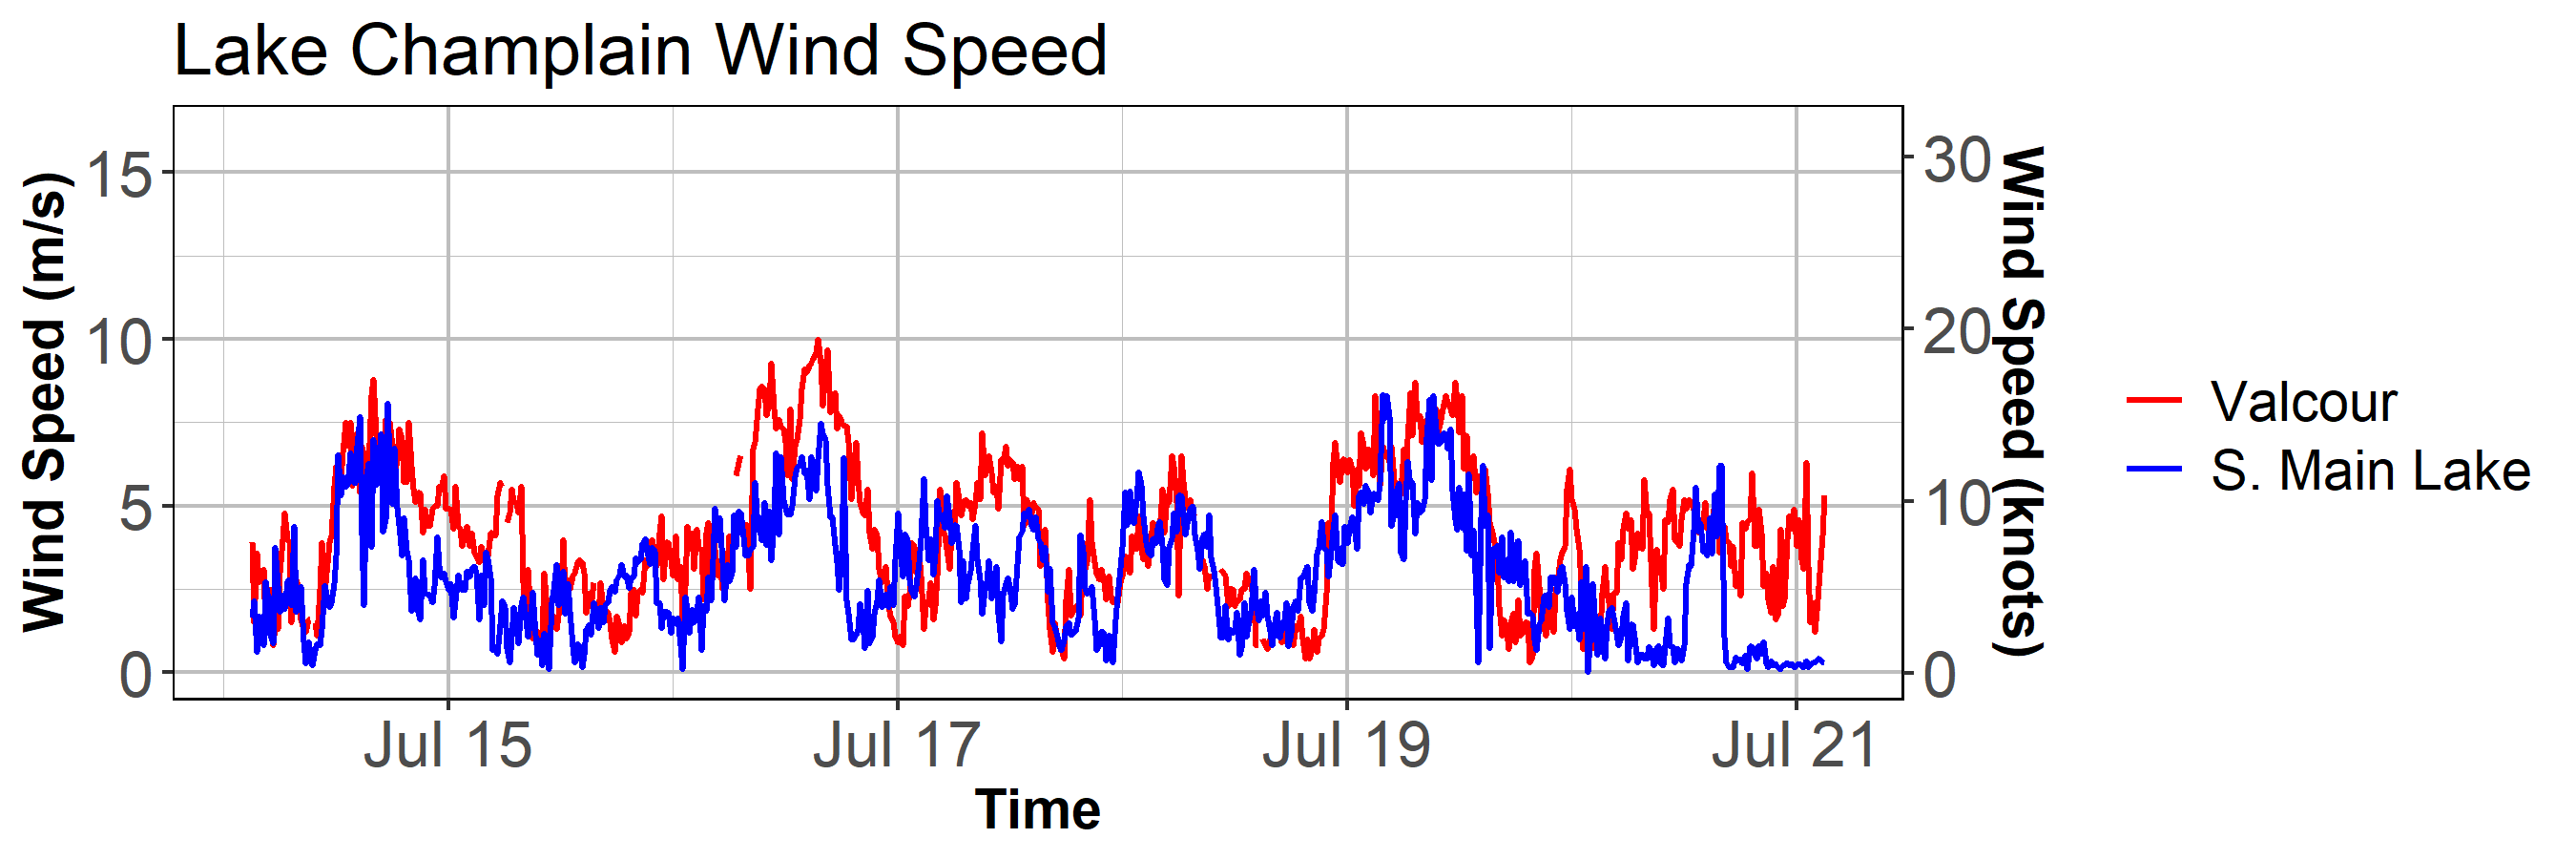 Lake Champlain Wind Speed
Wind Speed (m/s)
15
10
5
0
30
20
10
0
Wind Speed (knots)
Jul 15
Jul 17
Jul 19
Jul 21
Time
Valcour
S. Main Lake